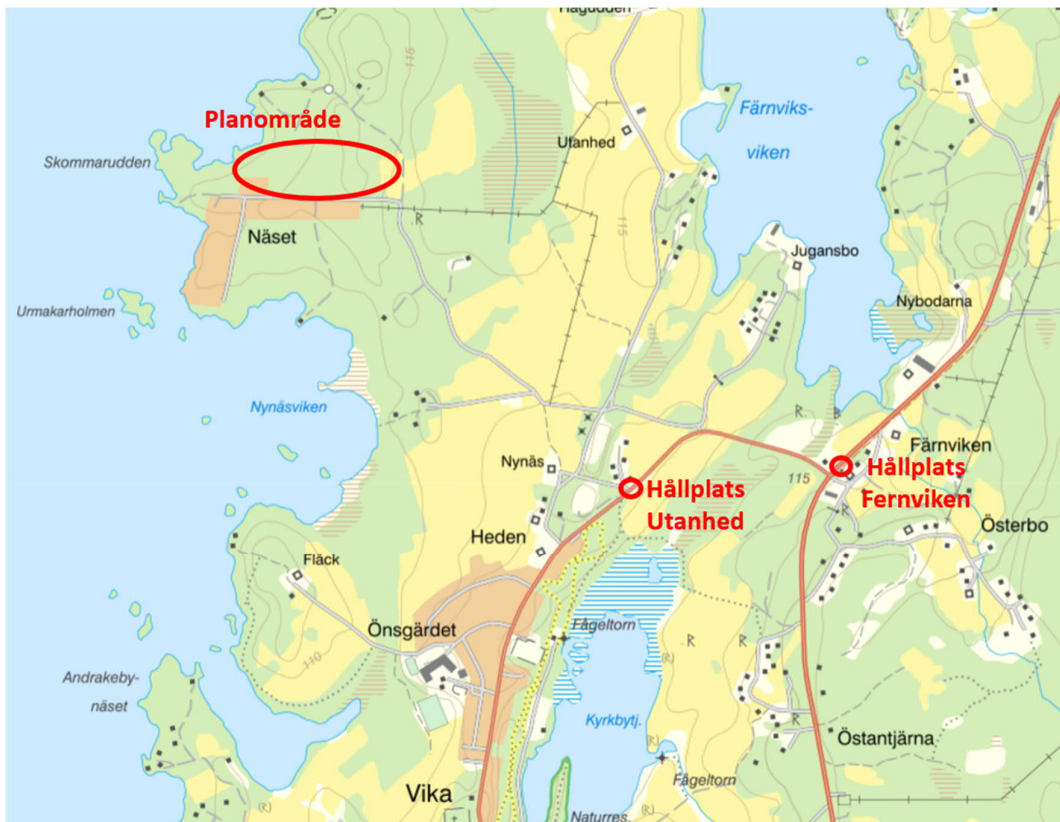 Hagudden
116
Planområde
Färnviks-
viken
Utanhed
Skommarudden
R
115
Näset
Jugansbo
Urmakarholmen
Nybodarna
Nynäsviken
R
B
Färnviken
Nynäs
115
Hållplats
Fernviken
Hållplats
Utanhed
Heden
Österbo
Fläck
Önsgärdet
Fågeltorn
R
R
(R)
110
Andrakeby-
näset
Kyrkbytj.
R
(R)
Östantjärna
Fågeltorn
Vika
(R)
Naturres.